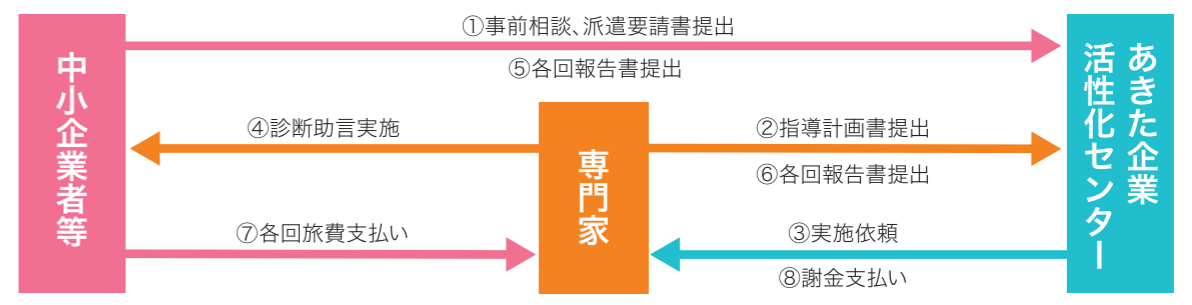 中小企業者等
①事前相談、派遣要請書提出
⑤各回報告書提出
④診断助言実施
⑦各回旅費支払い
専門家
②指導計画書提出
⑥各回報告書提出
③実施依頼
⑧謝金支払い
あきた企業
活性化センター